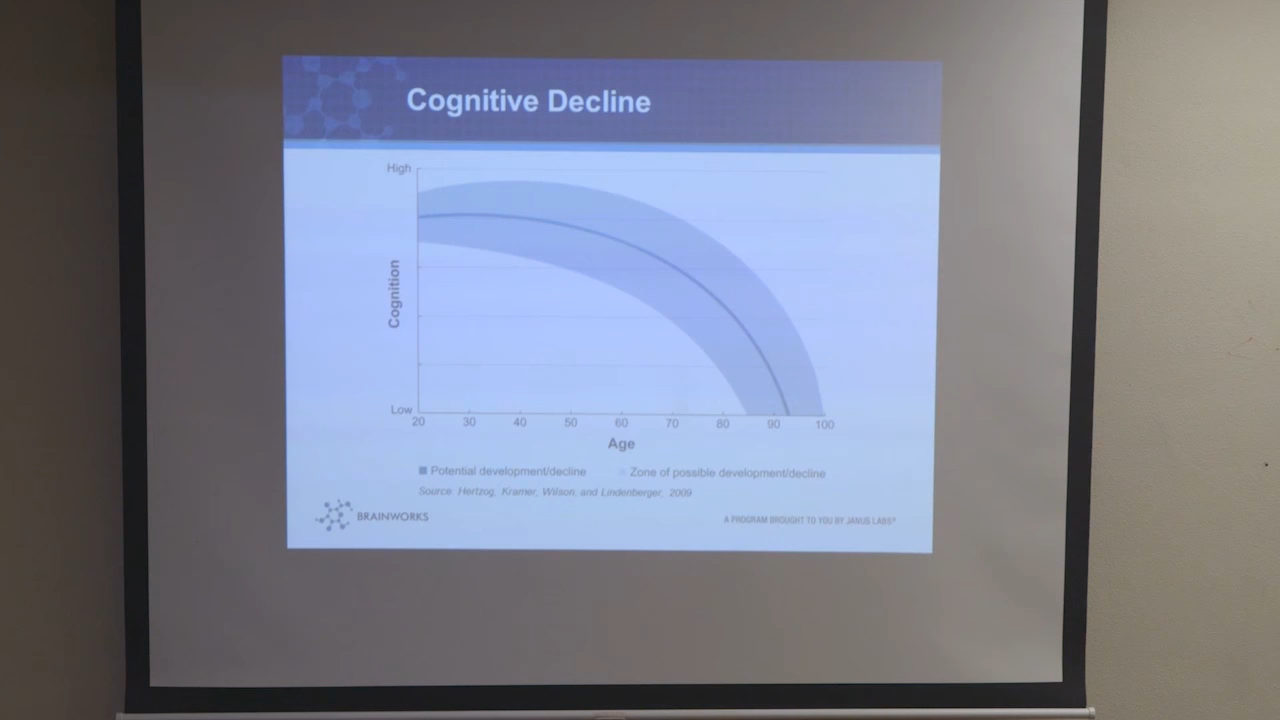 Cognitive Decline
High
Cognition
Low
20 30 40 50 60 70 80 90 100
Age
Potential development/decline Zone of possible development/decline
Source: Hertzog, Kramer, Wilson, and Lindenberger, 2009
BRAINWORKS A PROGRAM BROUGHT TO YOU BY JANUS LABS®